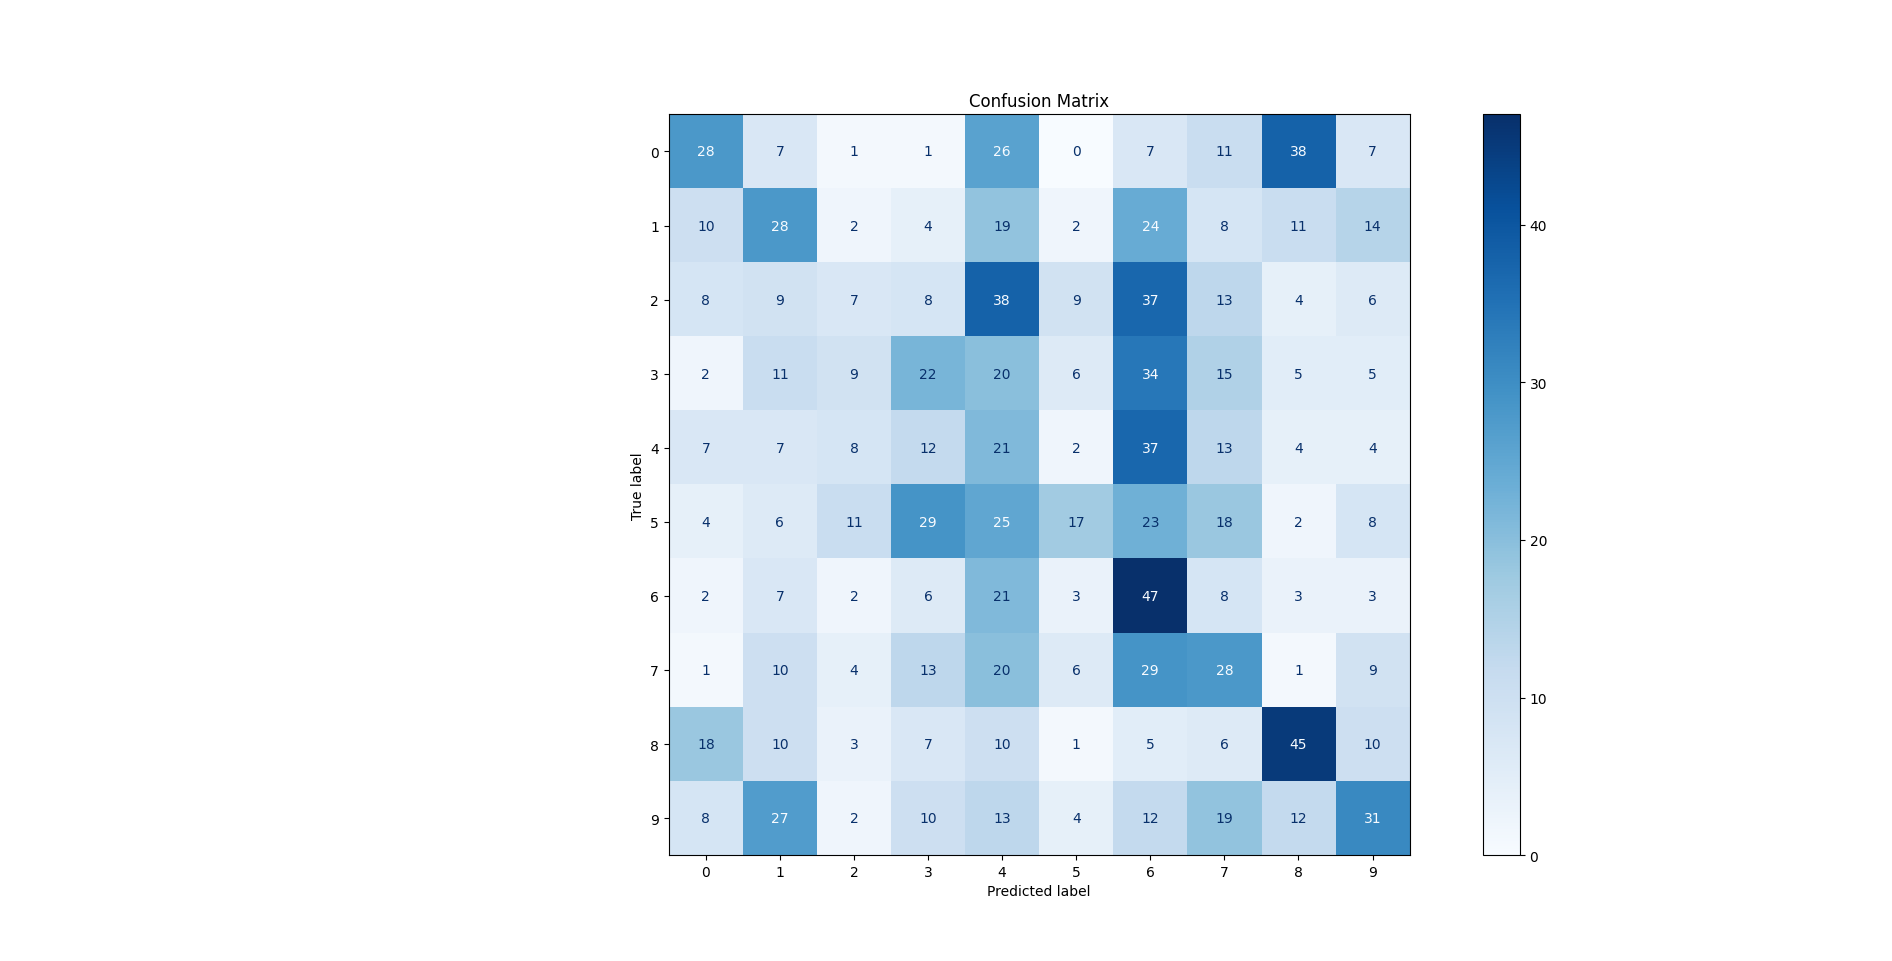 Confusion Matrix
0 28 7 1 1 26 0 7 11 38 7
1 10 28 2 4 19 2 24 8 11 14
2 8 9 7 8 38 9 37 13 4 6
3 2 11 9 22 20 6 34 15 5 5
4 7 7 8 12 21 2 37 13 4 4
5 4 6 11 29 25 17 23 18 2 8
6 2 7 2 6 21 3 47 8 3 3
7 1 10 4 13 20 6 29 28 1 9
8 18 10 3 7 10 1 5 6 45 10
9 8 27 2 10 13 4 12 19 12 31
0 1 2 3 4 5 6 7 8 9
Predicted label
True label
40
30
20
10
0